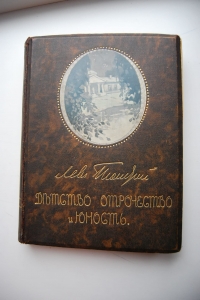 Левъ Толстой
Дѣтство Отрочество
и Юность.